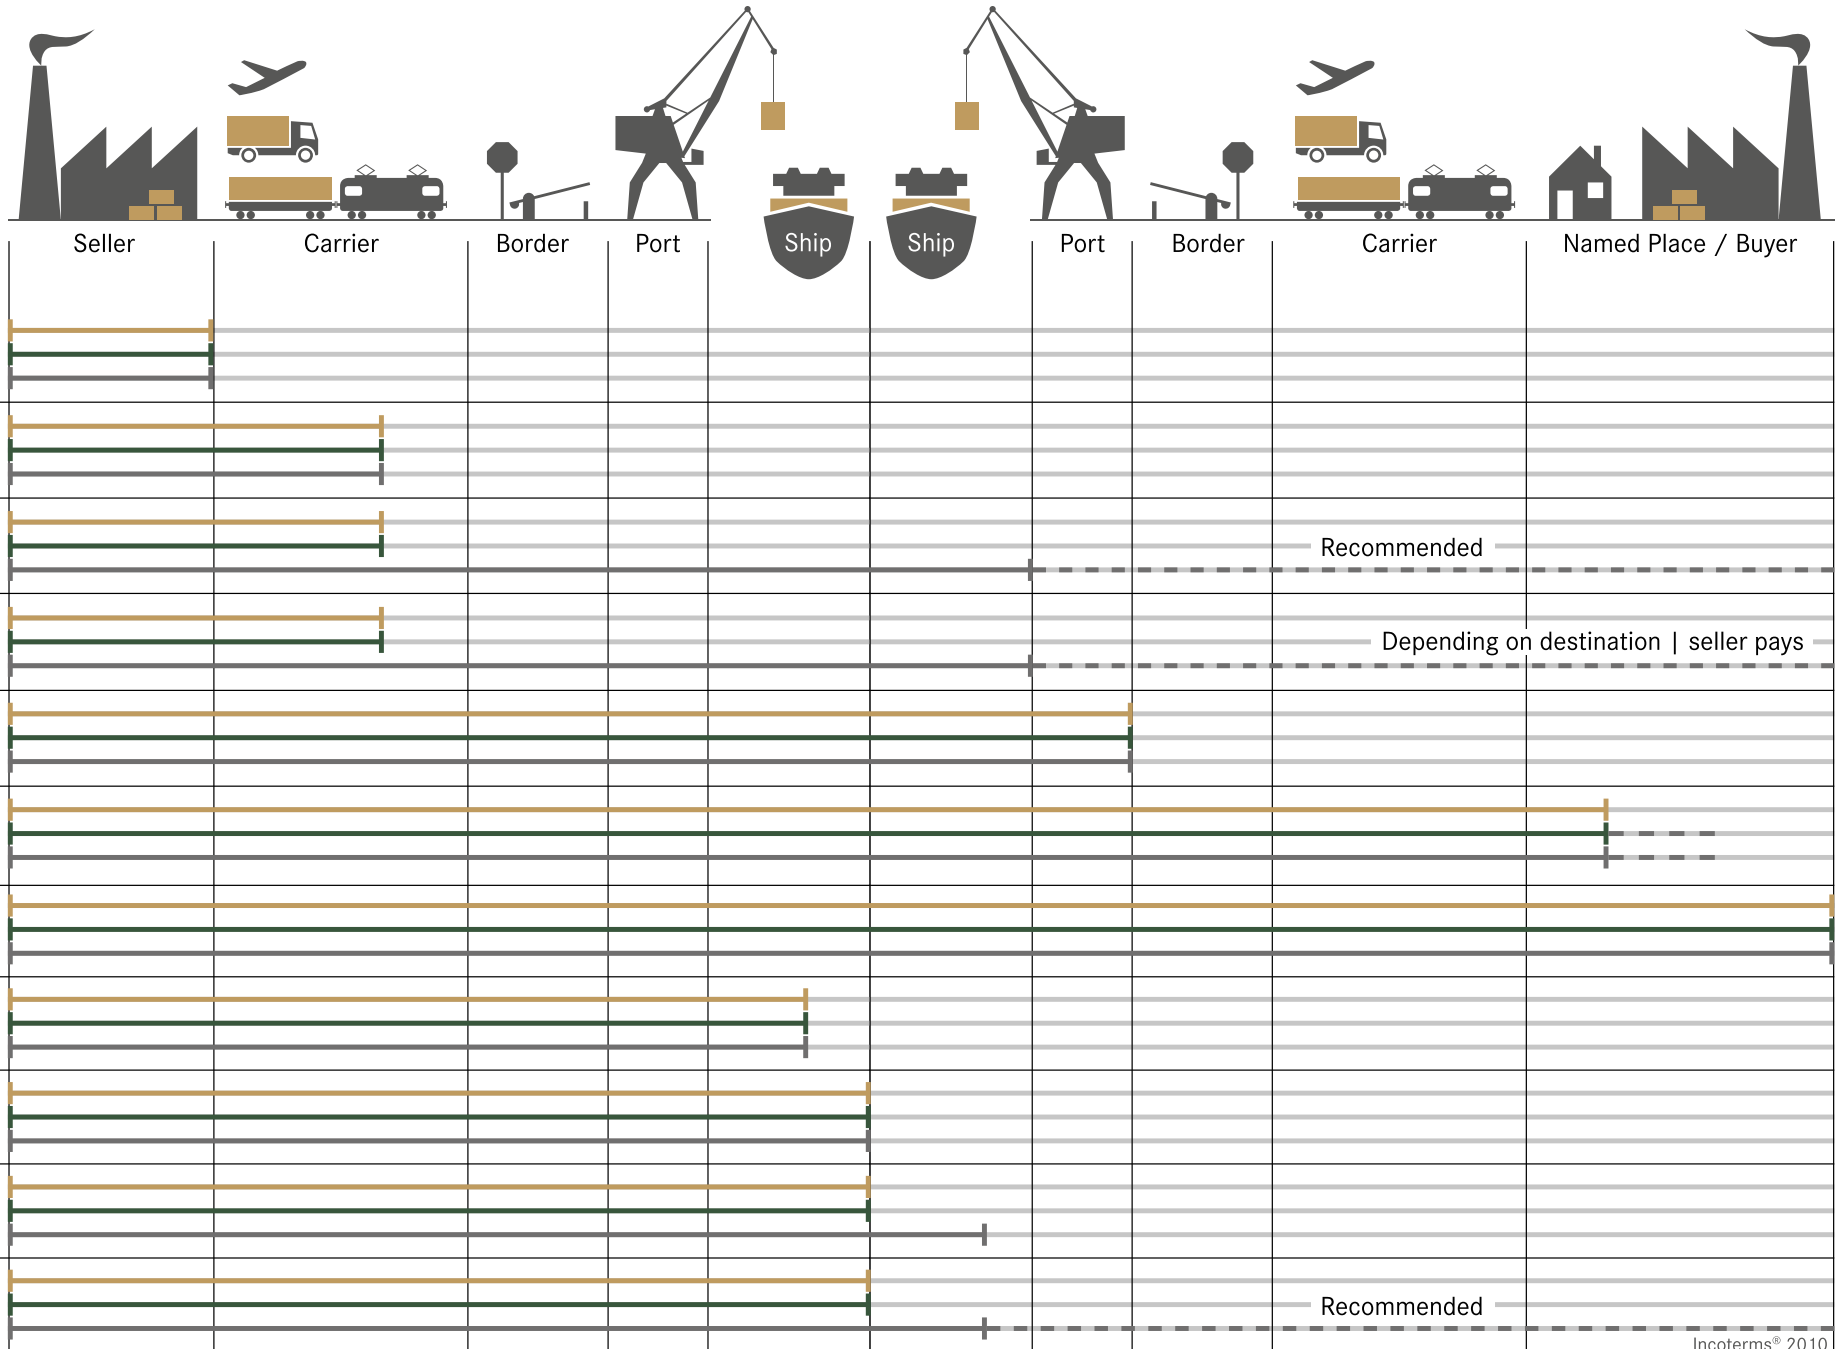 Seller
Carrier
Border
Port
Ship
Ship
Port
Border
Carrier
Named Place / Buyer
Recommended
Depending on destination | seller pays
Recommended
Incoterms® 2010